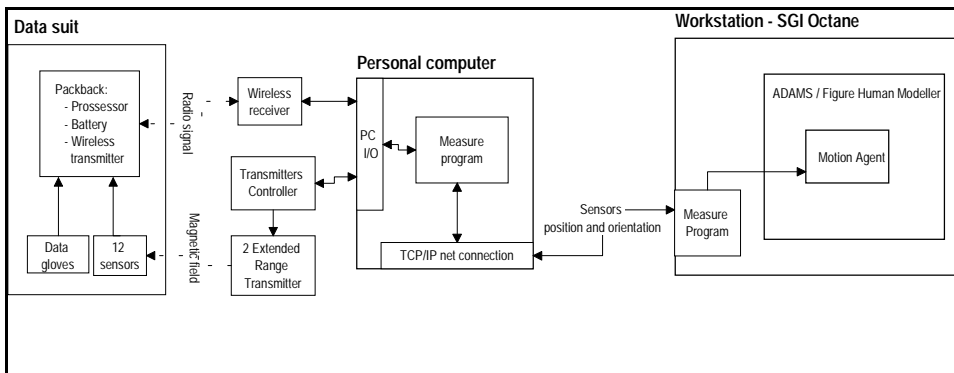 Data suit
Packback:
- Prossessor
- Battery
- Wireless
transmitter
Data
gloves
12
sensors
Radio signal
Magnetic field
Wireless
receiver
Transmitters
Controller
2 Extended
Range
Transmitter
Personal computer
PC
I/O
Measure
program
TCP/IP net connection
Sensors
position and orientation
Workstation - SGI Octane
Measure
Program
ADAMS / Figure Human Modeller
Motion Agent